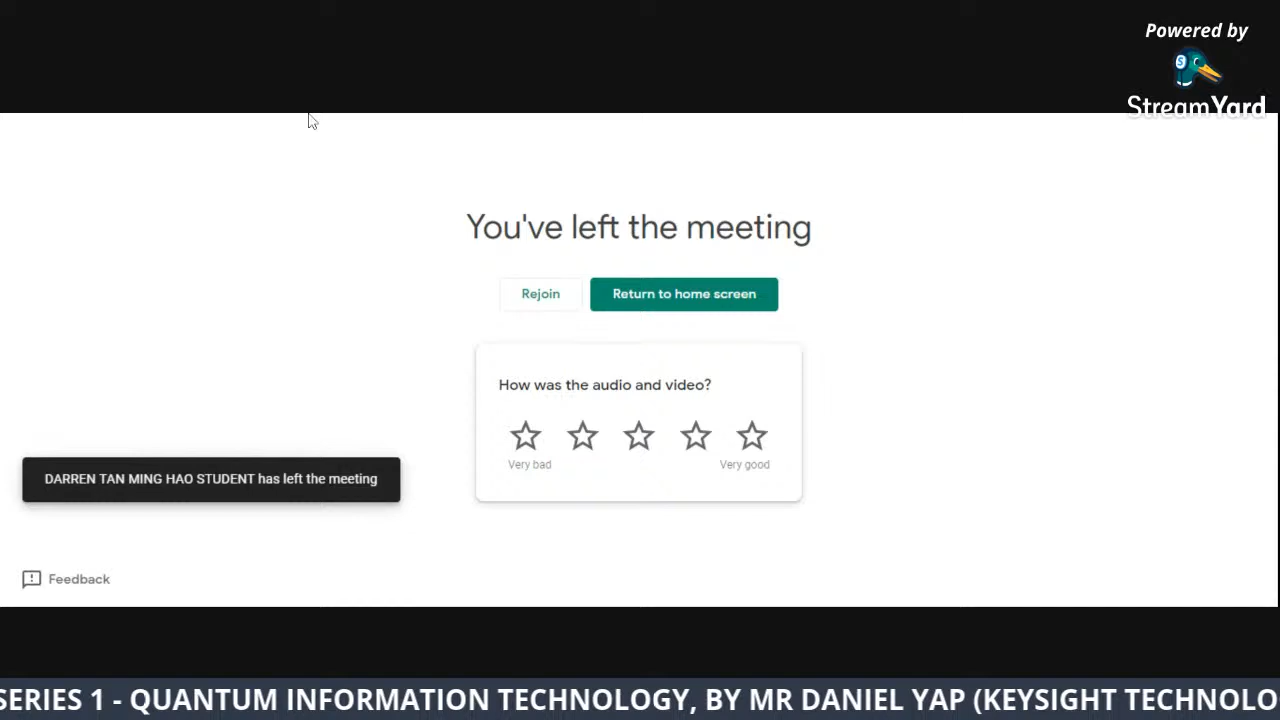 Powered by
StreamYard
You've left the meeting
Rejoin
Return to home screen
How was the audio and video?
Very bad
Very good
DARREN TAN MING HAO STUDENT has left the meeting
Feedback
SERIES 1 - QUANTUM INFORMATION TECHNOLOGY, BY MR DANIEL YAP (KEYSIGHT TECHNOLO